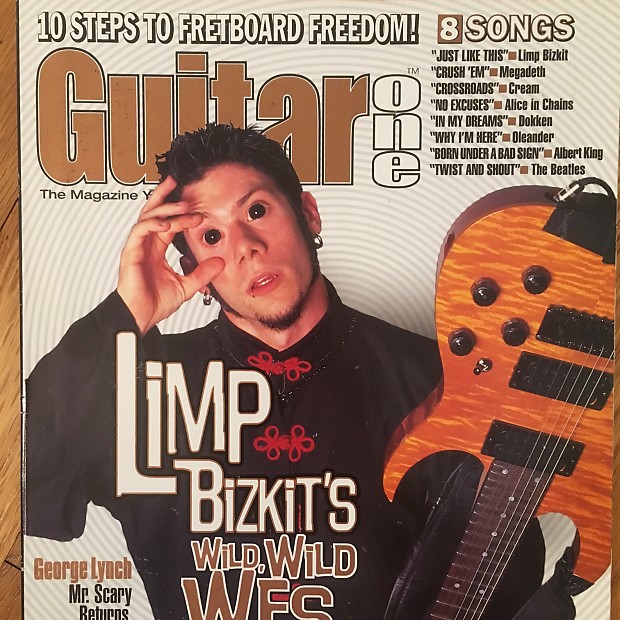 10 STEPS TO FRETBOARD FREEDOM!
8 SONGS
"JUST LIKE THIS" Limp Bizkit
"CRUSH 'EM" Megadeth
"CROSSROADS" Cream
"NO EXCUSES" Alice in Chains
"IN MY DREAMS" Dokken
"WHY I'M HERE" Oleander
"BORN UNDER A BAD SIGN" Albert King
"TWIST AND SHOUT" The Beatles
Guitar one ™
The Magazine Y
LIMP
BIZKIT'S
WILD, WILD
WES
George Lynch
Mr. Scary
Returns